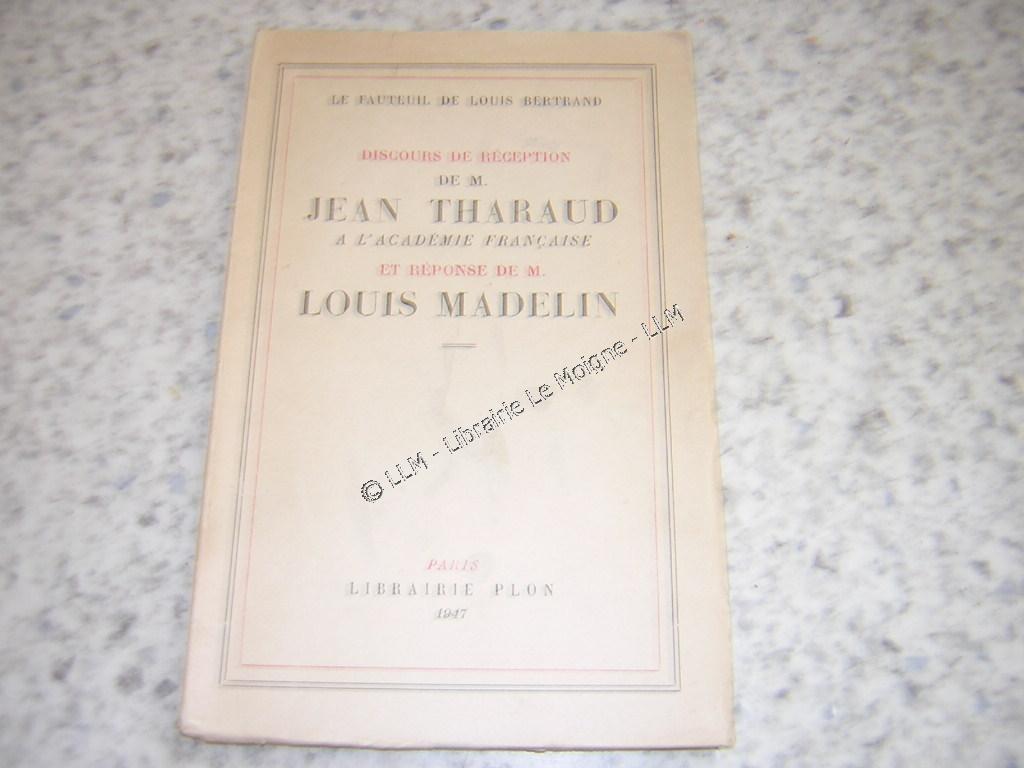 LE FAUTEUIL DE LOUIS BERTRAND
DISCOURS DE RÉCEPTION
DE M.
JEAN THARAUD
A L'ACADÉMIE FRANÇAISE
ET RÉPONSE DE M.
LOUIS MADELIN
© LLM - Librairie Le Moigne - LLM
PARIS
LIBRAIRIE PLON
1947